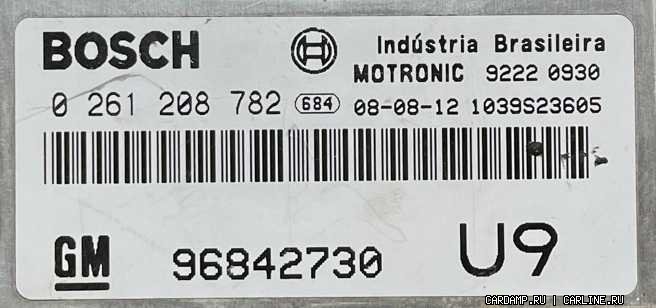 BOSCH Indústria Brasileira
MOTRONIC 9222 0930
0 261 208 782 684 08-08-12 1039S23605
GM 96842730 U9
CARDAMP.RU | CARLINE.RU